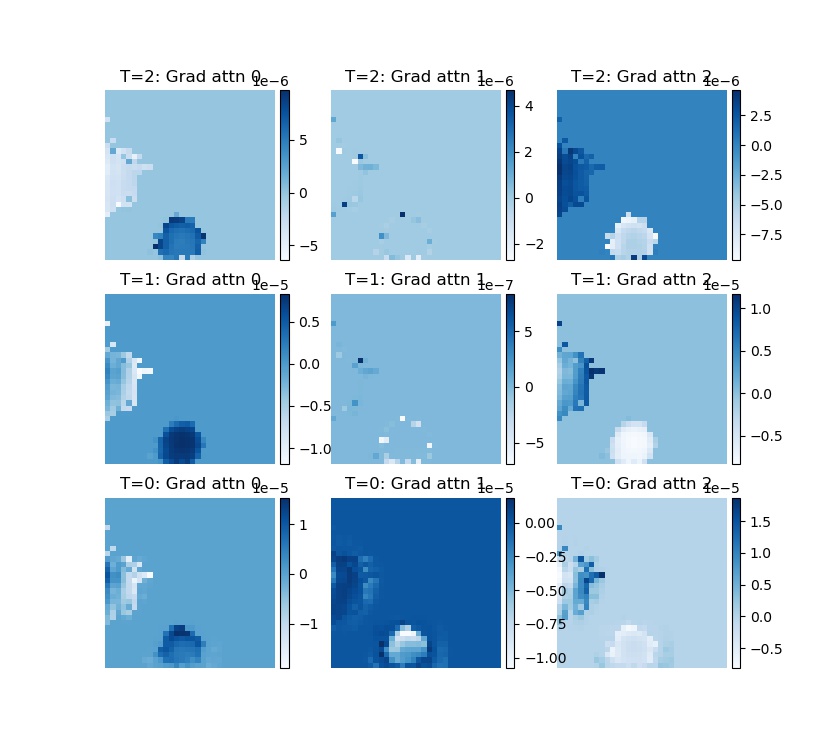 T=2: Grad attn 0
1e−6
5
0
−5
T=2: Grad attn 1
1e−6
4
2
0
−2
T=2: Grad attn 2
1e−6
2.5
0.0
−2.5
−5.0
−7.5
T=1: Grad attn 0
1e−5
0.5
0.0
−0.5
−1.0
T=1: Grad attn 1
1e−7
5
0
−5
T=1: Grad attn 2
1e−5
1.0
0.5
0.0
−0.5
T=0: Grad attn 0
1e−5
1
0
−1
T=0: Grad attn 1
1e−5
0.00
−0.25
−0.50
−0.75
−1.00
T=0: Grad attn 2
1e−5
1.5
1.0
0.5
0.0
−0.5